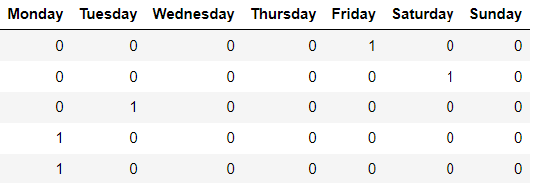 Monday Tuesday Wednesday Thursday Friday Saturday Sunday
0 0 0 0 1 0 0
0 0 0 0 0 1 0
0 1 0 0 0 0 0
1 0 0 0 0 0 0
1 0 0 0 0 0 0